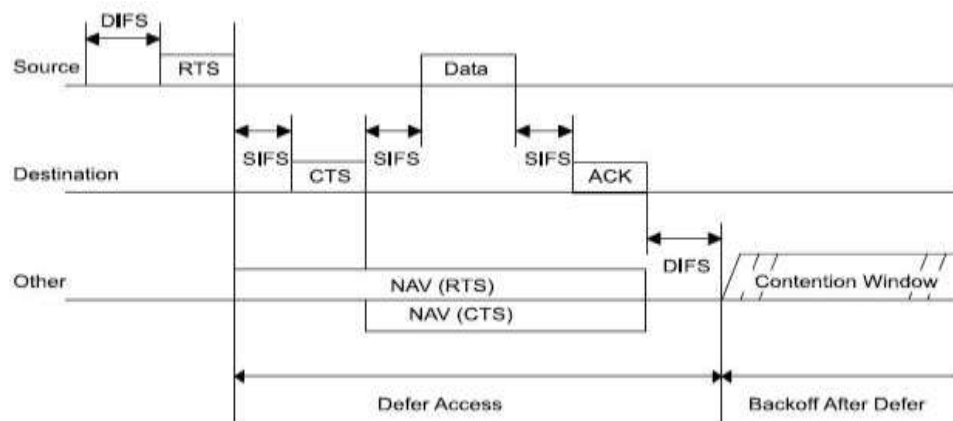 DIFS
Source
RTS
Data
SIFS
SIFS
SIFS
Destination
CTS
ACK
DIFS
Other
NAV (RTS)
Contention Window
NAV (CTS)
Defer Access
Backoff After Defer